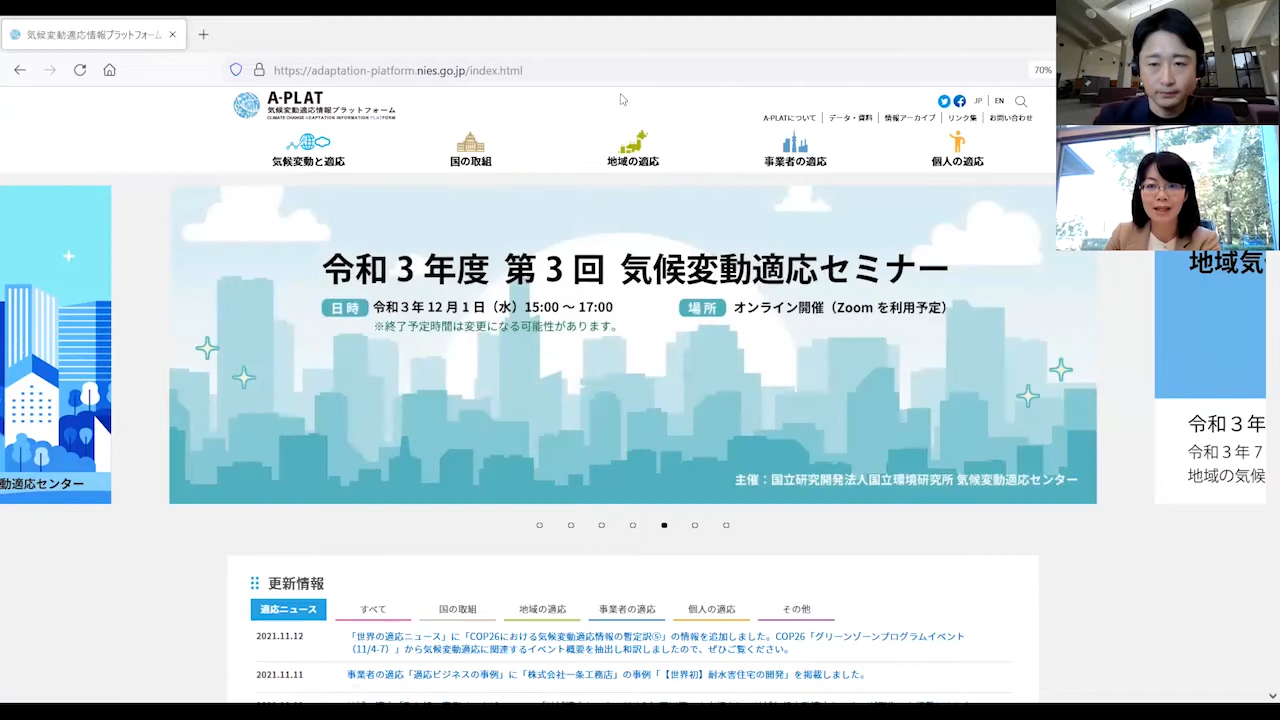 気候変動適応情報プラットフォーム
https://adaptation-platform.nies.go.jp/index.html
70%
A-PLAT
気候変動適応情報プラットフォーム
CLIMATE CHANGE ADAPTATION INFORMATION PLATFORM
JP EN
A-PLATについて データ・資料 情報アーカイブ リンク集 お問い合わせ
気候変動と適応 国の取組 地域の適応 事業者の適応 個人の適応
令和3年度 第3回 気候変動適応セミナー
日時 令和3年12月1日(水)15:00 ~ 17:00 場所 オンライン開催(Zoom を利用予定)
※終了予定時間は変更になる可能性があります。
主催:国立研究開発法人国立環境研究所 気候変動適応センター
動適応センター
地域気
令和3年
令和3年7
地域の気候
更新情報
適応ニュース すべて 国の取組 地域の適応 事業者の適応 個人の適応 その他
2021.11.12 「世界の適応ニュース」に「COP26における気候変動適応情報の暫定訳⑤」の情報を追加しました。COP26「グリーンゾーンプログラムイベント
(11/4-7)」から気候変動適応に関連するイベント概要を抽出し和訳しましたので、ぜひご覧ください。
2021.11.11 事業者の適応「適応ビジネスの事例」に「株式会社一条工務店」の事例「【世界初】耐水害住宅の開発」を掲載しました。